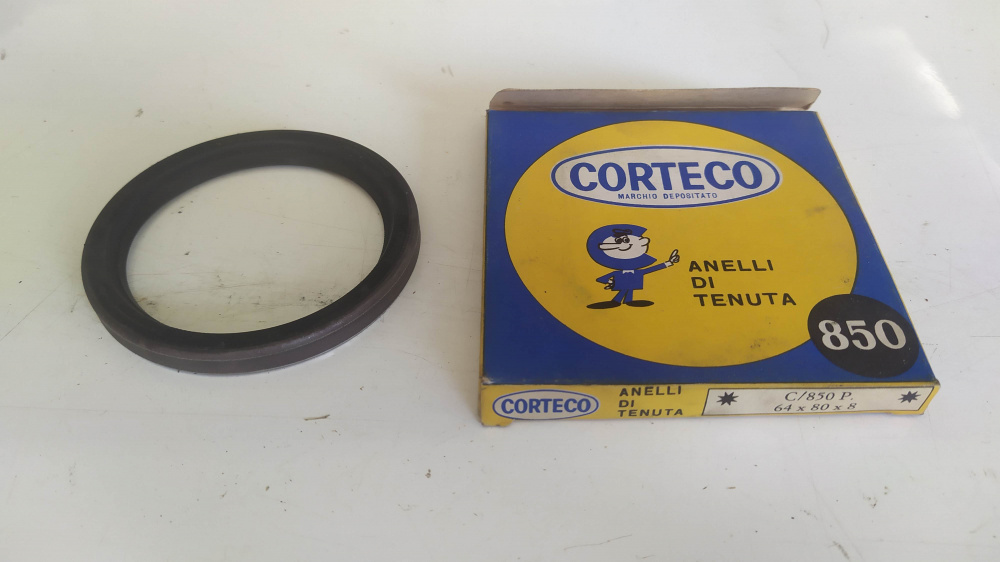 CORTECO
MARCHIO DEPOSITATO
ANELLI
DI
TENUTA
850
CORTECO
ANELLI
DI
TENUTA
C/850 P.
64 x 80 x 8